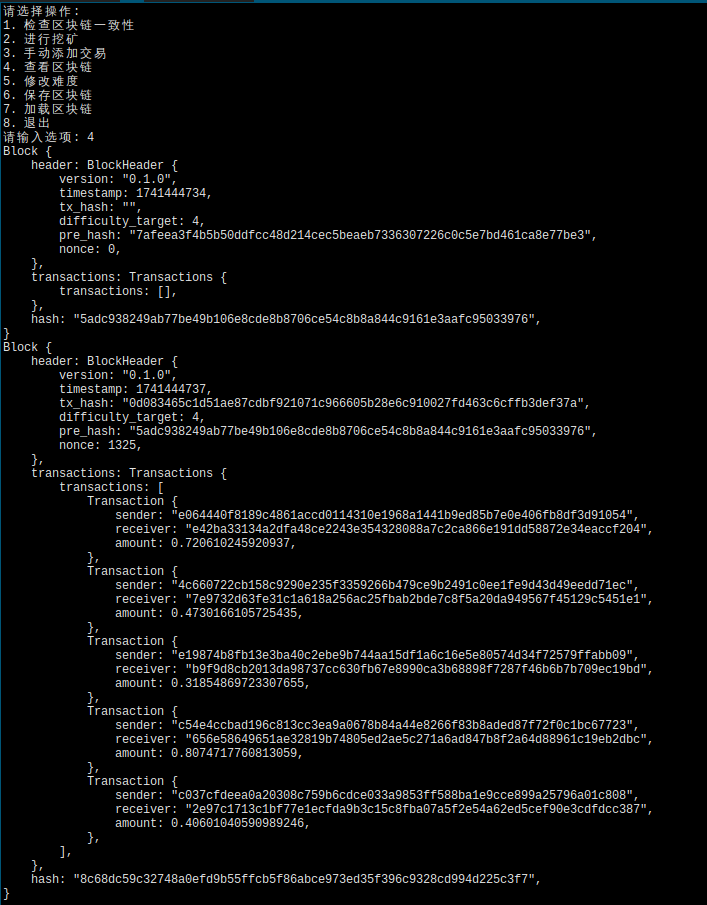 请选择操作:
1. 检查区块链一致性
2. 进行挖矿
3. 手动添加交易
4. 查看区块链
5. 修改难度
6. 保存区块链
7. 加载区块链
8. 退出
请输入选项: 4
Block {
    header: BlockHeader {
        version: "0.1.0",
        timestamp: 1741444734,
        tx_hash: "",
        difficulty_target: 4,
        pre_hash: "7afeea3f4b5b50ddfcc48d214cec5beaeb7336307226c0c5e7bd461ca8e77be3",
        nonce: 0,
    },
    transactions: Transactions {
        transactions: [],
    },
    hash: "5adc938249ab77be49b106e8cde8b8706ce54c8b8a844c9161e3aafc95033976",
}
Block {
    header: BlockHeader {
        version: "0.1.0",
        timestamp: 1741444737,
        tx_hash: "0d083465c1d51ae87cdbf921071c966605b28e6c910027fd463c6cffb3def37a",
        difficulty_target: 4,
        pre_hash: "5adc938249ab77be49b106e8cde8b8706ce54c8b8a844c9161e3aafc95033976",
        nonce: 1325,
    },
    transactions: Transactions {
        transactions: [
            Transaction {
                sender: "e064440f8189c4861accd0114310e1968a1441b9ed85b7e0e406fb8df3d91054",
                receiver: "e42ba33134a2dfa48ce2243e354328088a7c2ca866e191dd58872e34eaccf204",
                amount: 0.720610245920937,
            },
            Transaction {
                sender: "4c660722cb158c9290e235f3359266b479ce9b2491c0ee1fe9d43d49eedd71ec",
                receiver: "7e9732d63fe31c1a618a256ac25fbab2bde7c8f5a20da949567f45129c5451e1",
                amount: 0.4730166105725435,
            },
            Transaction {
                sender: "e19874b8fb13e3ba40c2ebe9b744aa15df1a6c16e5e80574d34f72579ffabb09",
                receiver: "b9f9d8cb2013da98737cc630fb67e8990ca3b68898f7287f46b6b7b709ec19bd",
                amount: 0.31854869723307655,
            },
            Transaction {
                sender: "c54e4ccbad196c813cc3ea9a0678b84a44e8266f83b8aded87f72f0c1bc67723",
                receiver: "656e58649651ae32819b74805ed2ae5c271a6ad847b8f2a64d88961c19eb2dbc",
                amount: 0.8074717760813059,
            },
            Transaction {
                sender: "c037cfdeea0a20308c759b6cdce033a9853ff588ba1e9cce899a25796a01c808",
                receiver: "2e97c1713c1bf77e1ecfda9b3c15c8fba07a5f2e54a62ed5cef90e3cdfdcc387",
                amount: 0.40601040590989246,
            },
        ],
    },
    hash: "8c68dc59c32748a0efd9b55ffcb5f86abce973ed35f396c9328cd994d225c3f7",
}